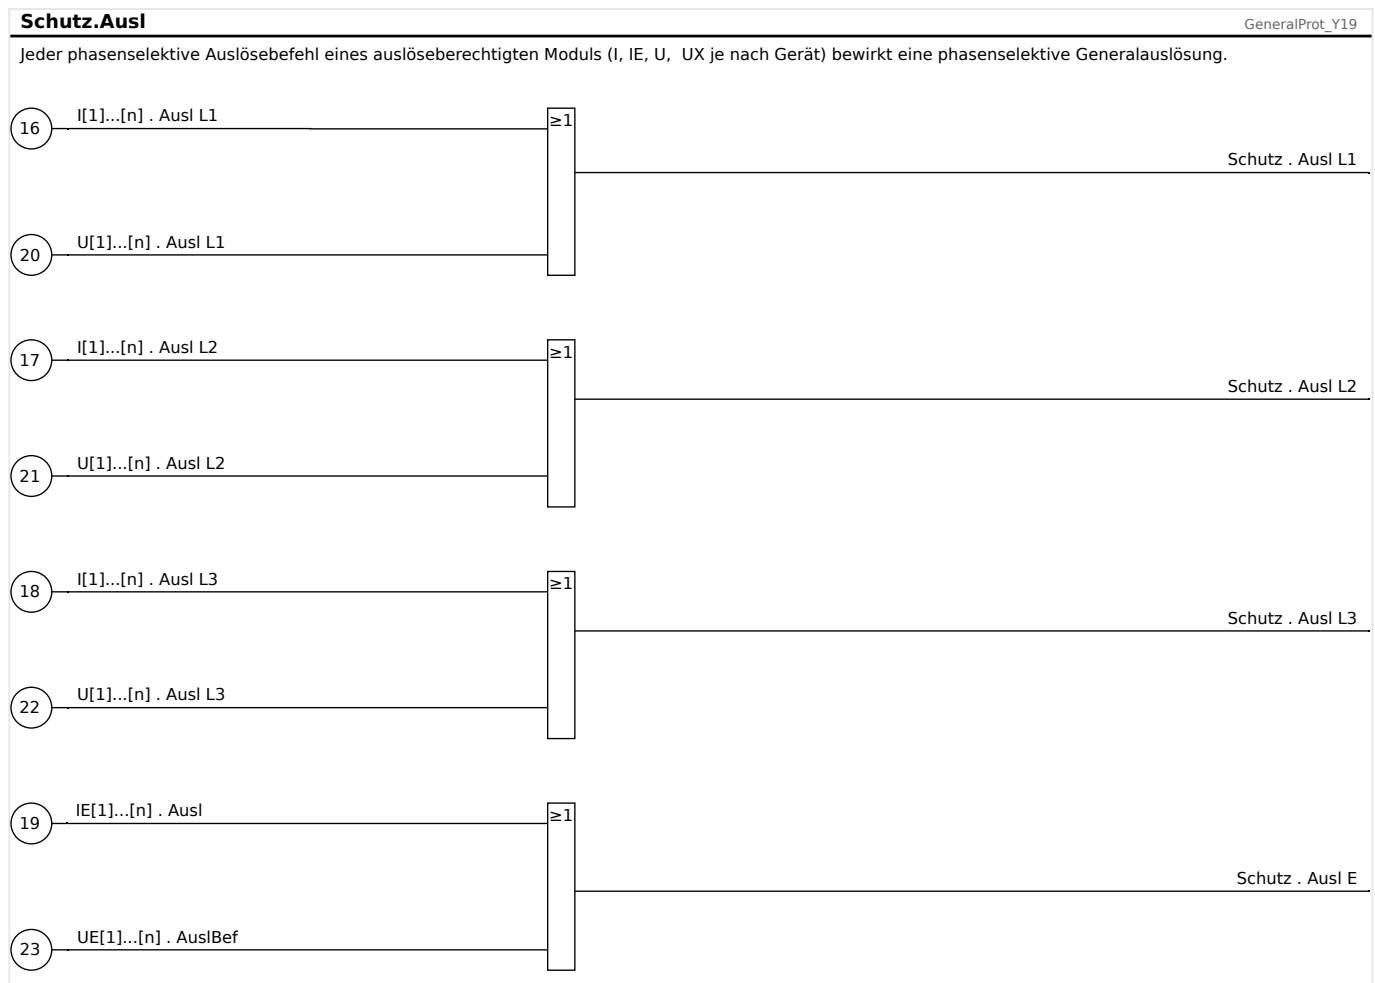 Schutz.Ausl
GeneralProt_Y19
Jeder phasenselektive Auslösebefehl eines auslöseberechtigten Moduls (I, IE, U,  UX je nach Gerät) bewirkt eine phasenselektive Generalauslösung.
16
I[1]...[n] . Ausl L1
≥1
Schutz . Ausl L1
20
U[1]...[n] . Ausl L1
17
I[1]...[n] . Ausl L2
≥1
Schutz . Ausl L2
21
U[1]...[n] . Ausl L2
18
I[1]...[n] . Ausl L3
≥1
Schutz . Ausl L3
22
U[1]...[n] . Ausl L3
19
IE[1]...[n] . Ausl
≥1
Schutz . Ausl E
23
UE[1]...[n] . AuslBef